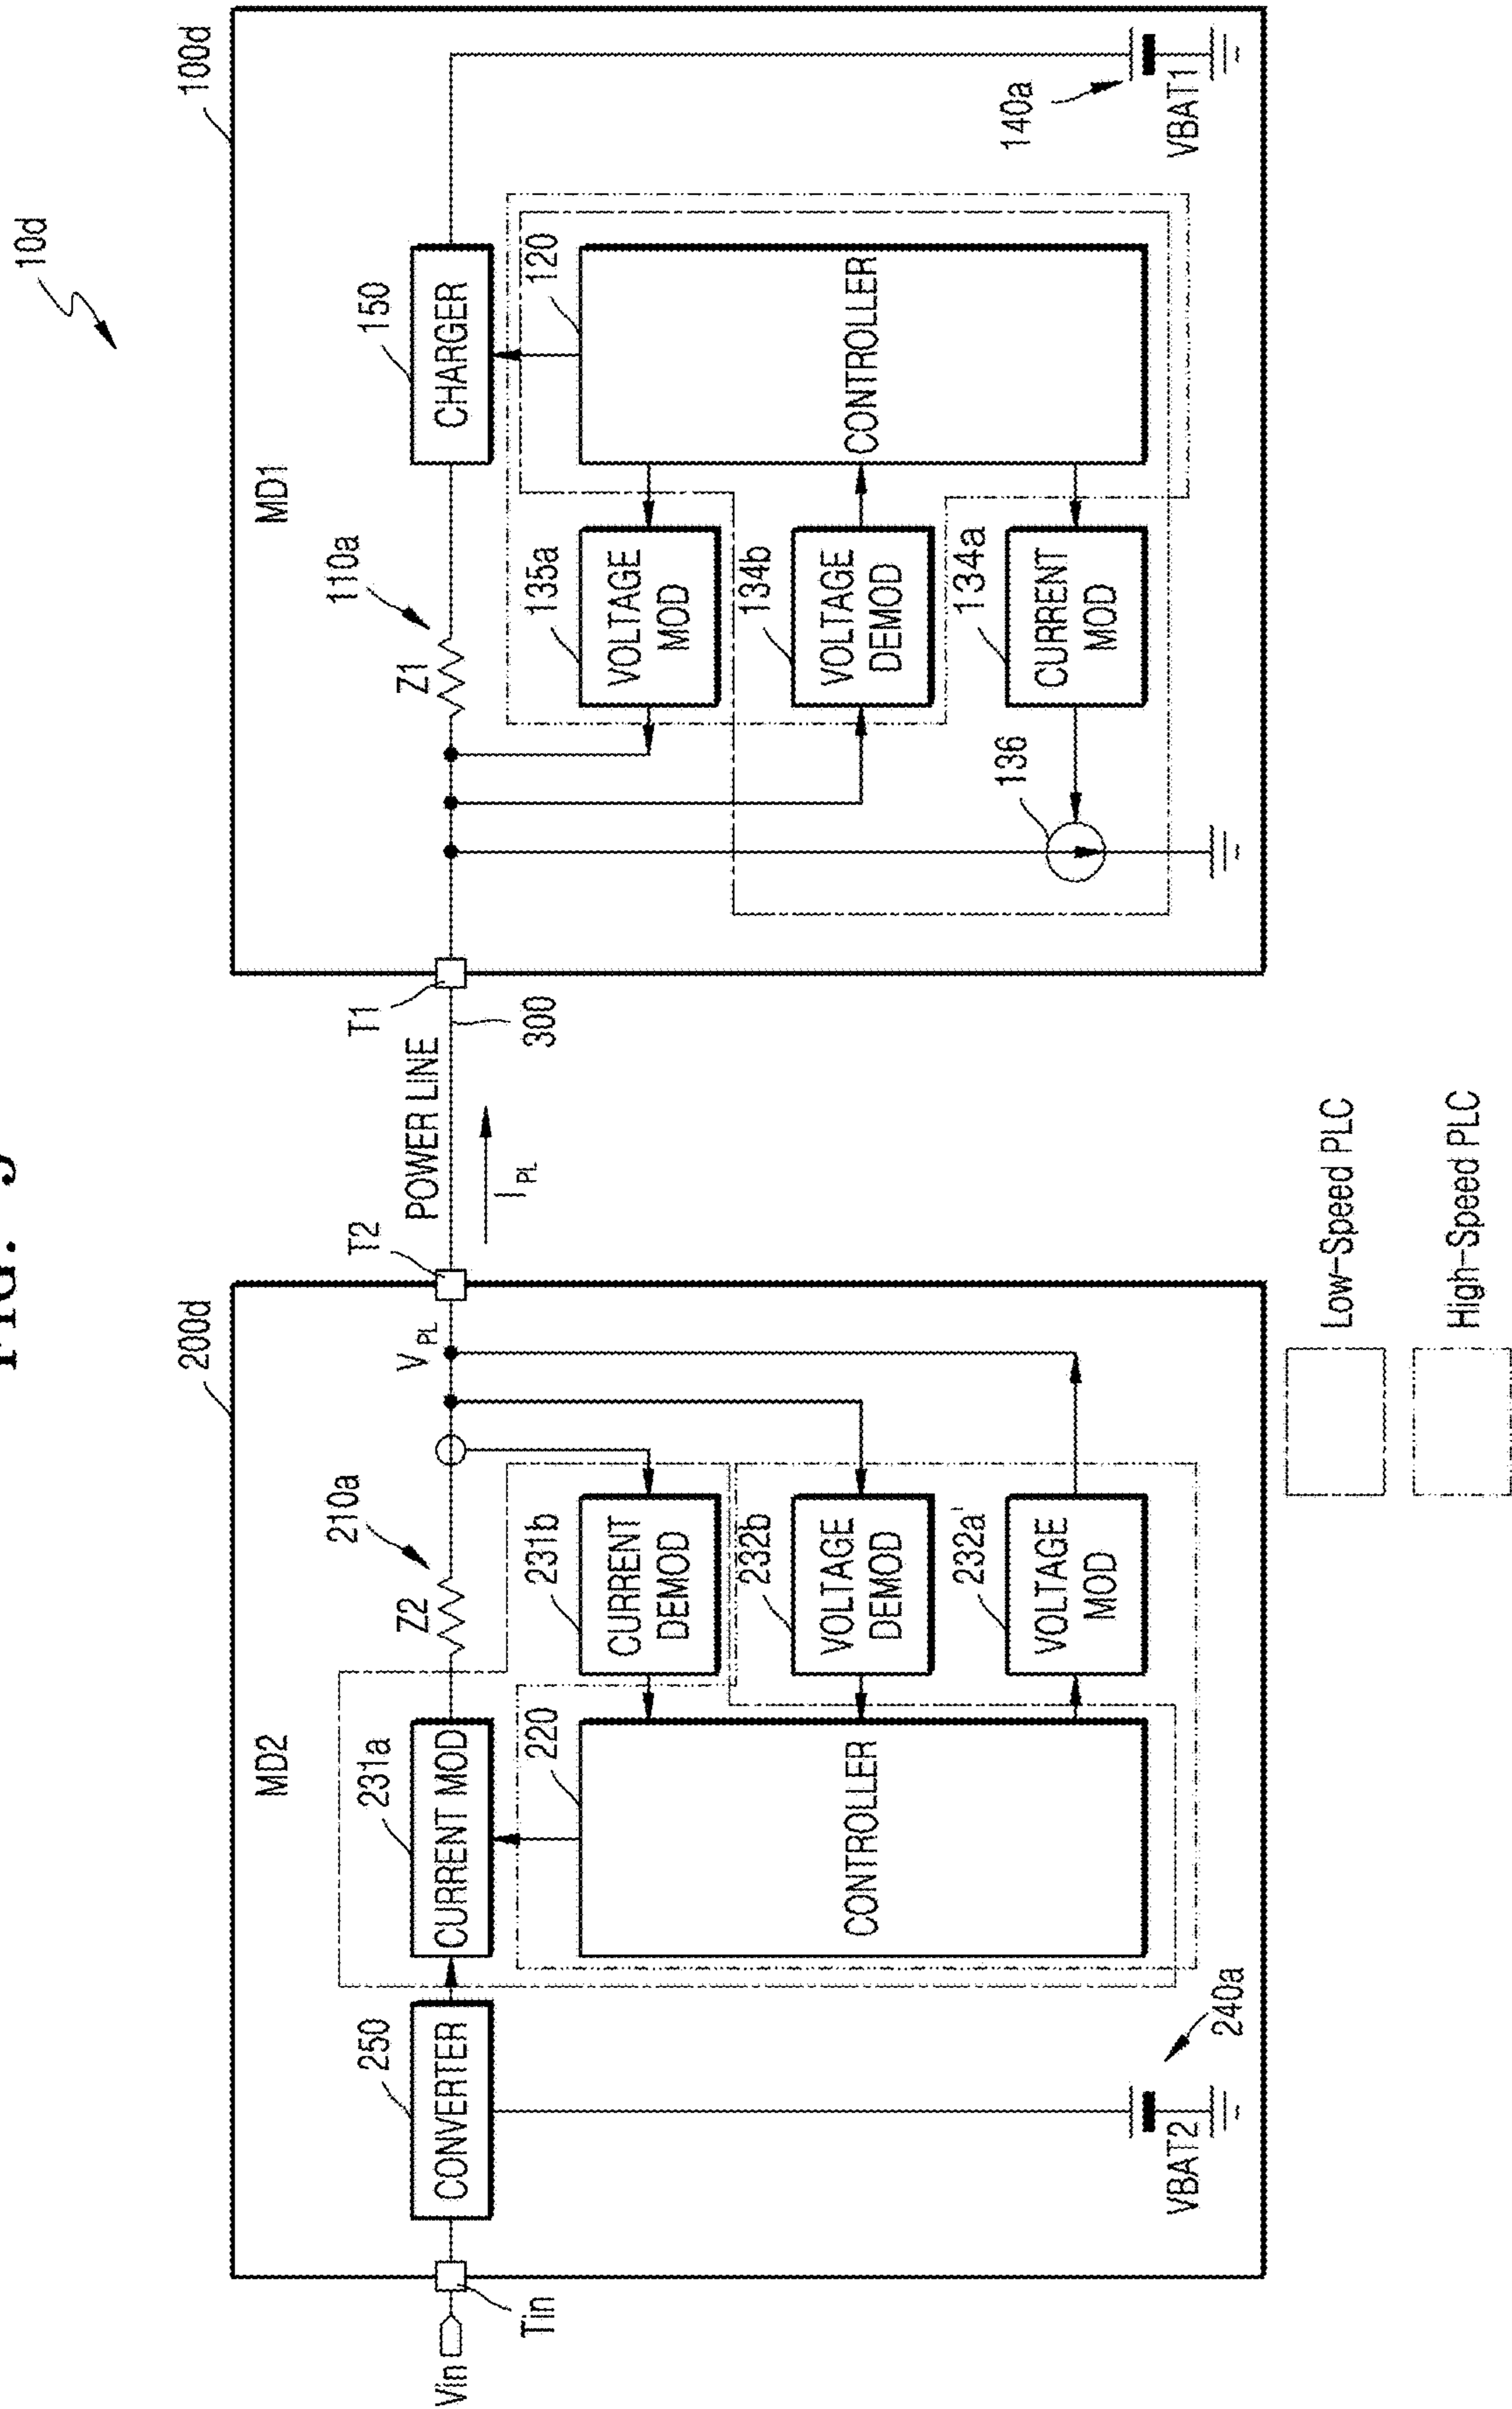 FIG. 9
10d
200d
MD2
Vin
Tin
CONVERTER
250
VBAT2
240a
CURRENT MOD
231a
Z2
210a
CONTROLLER
220
CURRENT
DEMOD
231b
VOLTAGE
DEMOD
232b
VOLTAGE
MOD
232a'
VPL
T2
POWER LINE
300
IPL
T1
100d
MD1
Z1
110a
CHARGER
150
VOLTAGE
MOD
135a
VOLTAGE
DEMOD
134b
CURRENT
MOD
134a
136
CONTROLLER
120
140a
VBAT1
Low-Speed PLC
High-Speed PLC